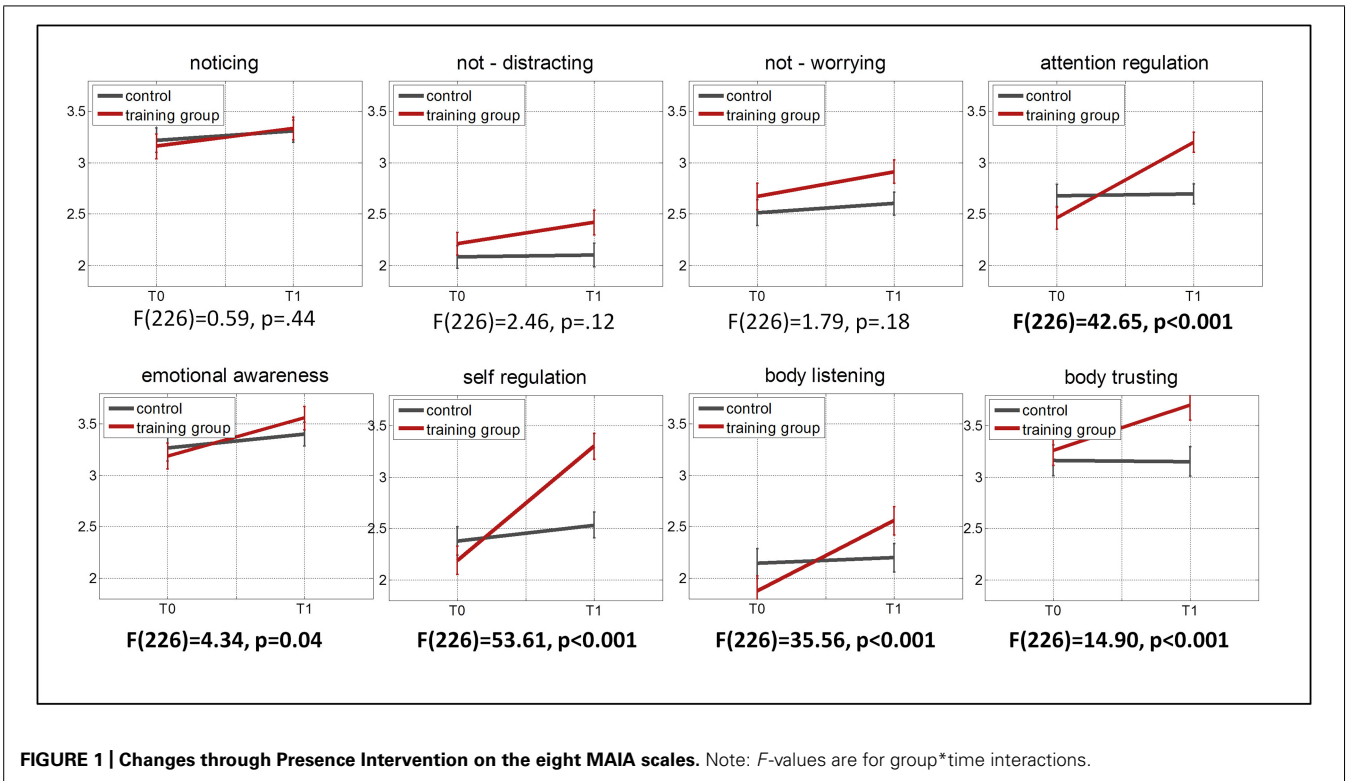 noticing
control
training group
3.5
3
2.5
2
T0 T1
F(226)=0.59, p=.44
not - distracting
control
training group
3.5
3
2.5
2
T0 T1
F(226)=2.46, p=.12
not - worrying
control
training group
3.5
3
2.5
2
T0 T1
F(226)=1.79, p=.18
attention regulation
control
training group
3.5
3
2.5
2
T0 T1
F(226)=42.65, p<0.001
emotional awareness
control
training group
3.5
3
2.5
2
T0 T1
F(226)=4.34, p=0.04
self regulation
control
training group
3.5
3
2.5
2
T0 T1
F(226)=53.61, p<0.001
body listening
control
training group
3.5
3
2.5
2
T0 T1
F(226)=35.56, p<0.001
body trusting
control
training group
3.5
3
2.5
2
T0 T1
F(226)=14.90, p<0.001
FIGURE 1 | Changes through Presence Intervention on the eight MAIA scales. Note: F-values are for group*time interactions.